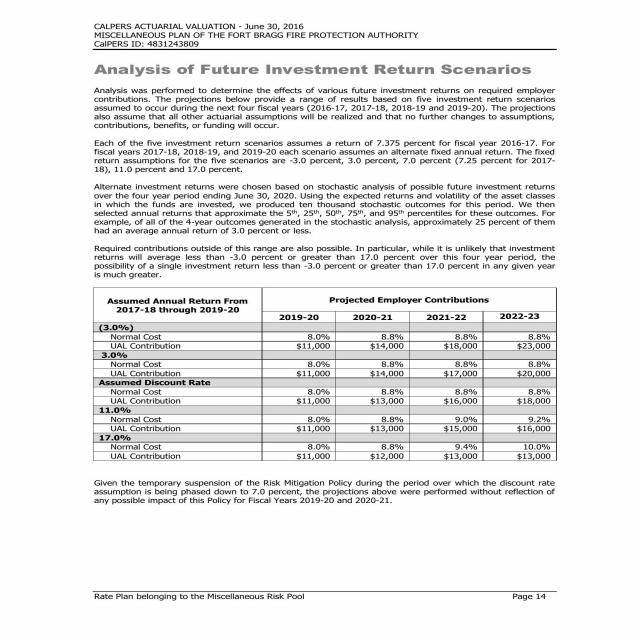 CALPERS ACTUARIAL VALUATION - June 30, 2016
MISCELLANEOUS PLAN OF THE FORT BRAGG FIRE PROTECTION AUTHORITY
CalPERS ID: 4831243809
Analysis of Future Investment Return Scenarios
Analysis was performed to determine the effects of various future investment returns on required employer
contributions. The projections below provide a range of results based on five investment return scenarios
assumed to occur during the next four fiscal years (2016-17, 2017-18, 2018-19 and 2019-20). The projections
also assume that all other actuarial assumptions will be realized and that no further changes to assumptions,
contributions, benefits, or funding will occur.
Each of the five investment return scenarios assumes a return of 7.375 percent for fiscal year 2016-17. For
fiscal years 2017-18, 2018-19, and 2019-20 each scenario assumes an alternate fixed annual return. The fixed
return assumptions for the five scenarios are -3.0 percent, 3.0 percent, 7.0 percent (7.25 percent for 2017-
18), 11.0 percent and 17.0 percent.
Alternate investment returns were chosen based on stochastic analysis of possible future investment returns
over the four year period ending June 30, 2020. Using the expected returns and volatility of the asset classes
in which the funds are invested, we produced ten thousand stochastic outcomes for this period. We then
selected annual returns that approximate the 5th, 25th, 50th, 75th, and 95th percentiles for these outcomes. For
example, of all of the 4-year outcomes generated in the stochastic analysis, approximately 25 percent of them
had an average annual return of 3.0 percent or less.
Required contributions outside of this range are also possible. In particular, while it is unlikely that investment
returns will average less than -3.0 percent or greater than 17.0 percent over this four year period, the
possibility of a single investment return less than -3.0 percent or greater than 17.0 percent in any given year
is much greater.
Assumed Annual Return From 2017-18 through 2019-20 Projected Employer Contributions
2019-20 2020-21 2021-22 2022-23
(3.0%)
Normal Cost 8.0% 8.8% 8.8% 8.8%
UAL Contribution $11,000 $14,000 $18,000 $23,000
3.0%
Normal Cost 8.0% 8.8% 8.8% 8.8%
UAL Contribution $11,000 $14,000 $17,000 $20,000
Assumed Discount Rate
Normal Cost 8.0% 8.8% 8.8% 8.8%
UAL Contribution $11,000 $13,000 $16,000 $18,000
11.0%
Normal Cost 8.0% 8.8% 9.0% 9.2%
UAL Contribution $11,000 $13,000 $15,000 $16,000
17.0%
Normal Cost 8.0% 8.8% 9.4% 10.0%
UAL Contribution $11,000 $12,000 $13,000 $13,000
Given the temporary suspension of the Risk Mitigation Policy during the period over which the discount rate
assumption is being phased down to 7.0 percent, the projections above were performed without reflection of
any possible impact of this Policy for Fiscal Years 2019-20 and 2020-21.
Rate Plan belonging to the Miscellaneous Risk Pool Page 14